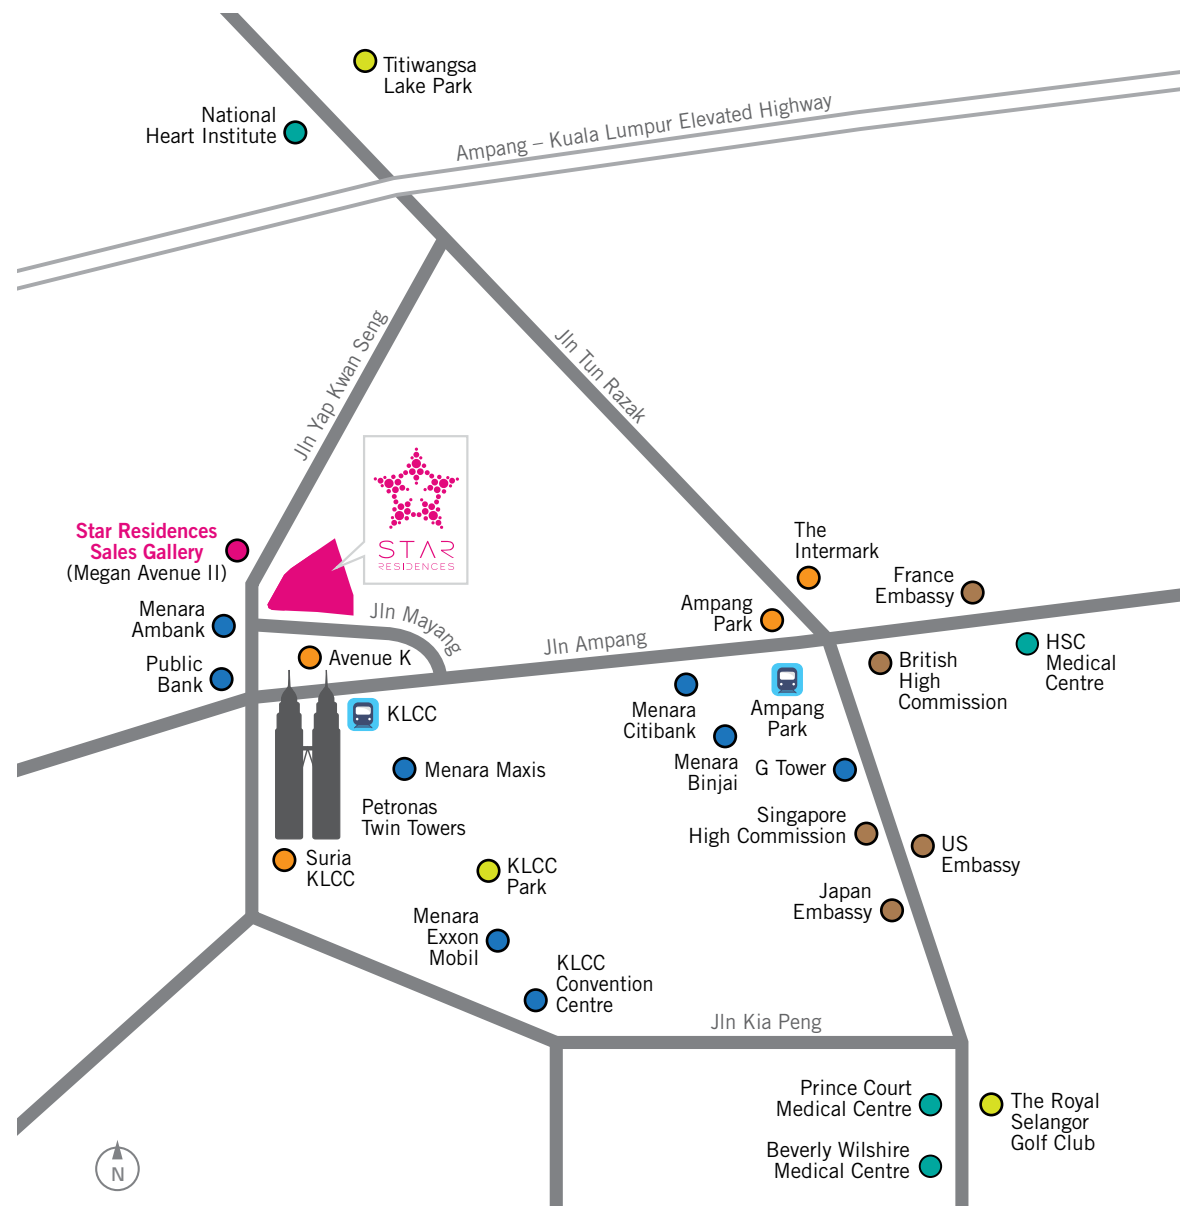 Titiwangsa
Lake Park
National
Heart Institute
Ampang – Kuala Lumpur Elevated Highway
Jln Yap Kwan Seng
Jln Tun Razak
STAR
RESIDENCES
Star Residences
Sales Gallery
(Megan Avenue II)
The
Intermark
France
Embassy
Menara
Ambank
Jln Mayang
Ampang
Park
Jln Ampang
HSC
Medical
Centre
Public
Bank
Avenue K
British
High
Commission
KLCC
Menara
Citibank
Ampang
Park
Menara
Binjai
G Tower
Menara Maxis
Petronas
Twin Towers
Singapore
High Commission
US
Embassy
Suria
KLCC
KLCC
Park
Japan
Embassy
Menara
Exxon
Mobil
KLCC
Convention
Centre
Jln Kia Peng
Prince Court
Medical Centre
The Royal
Selangor
Golf Club
Beverly Wilshire
Medical Centre
N